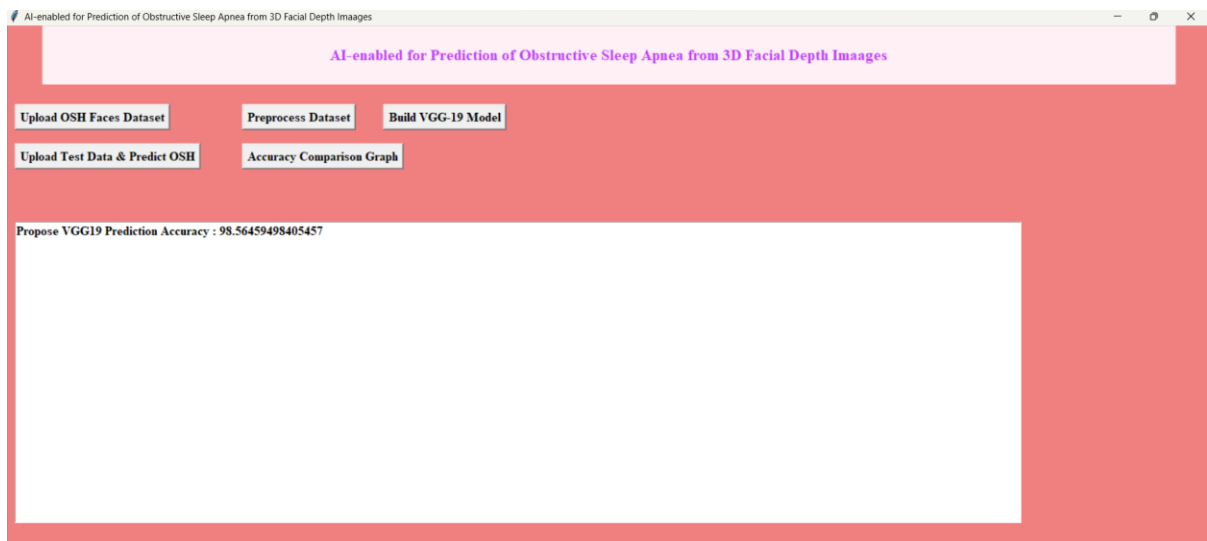 AI-enabled for Prediction of Obstructive Sleep Apnea from 3D Facial Depth Imaages
AI-enabled for Prediction of Obstructive Sleep Apnea from 3D Facial Depth Imaages
Upload OSH Faces Dataset Preprocess Dataset Build VGG-19 Model
Upload Test Data & Predict OSH Accuracy Comparison Graph
Propose VGG19 Prediction Accuracy : 98.56459498405457